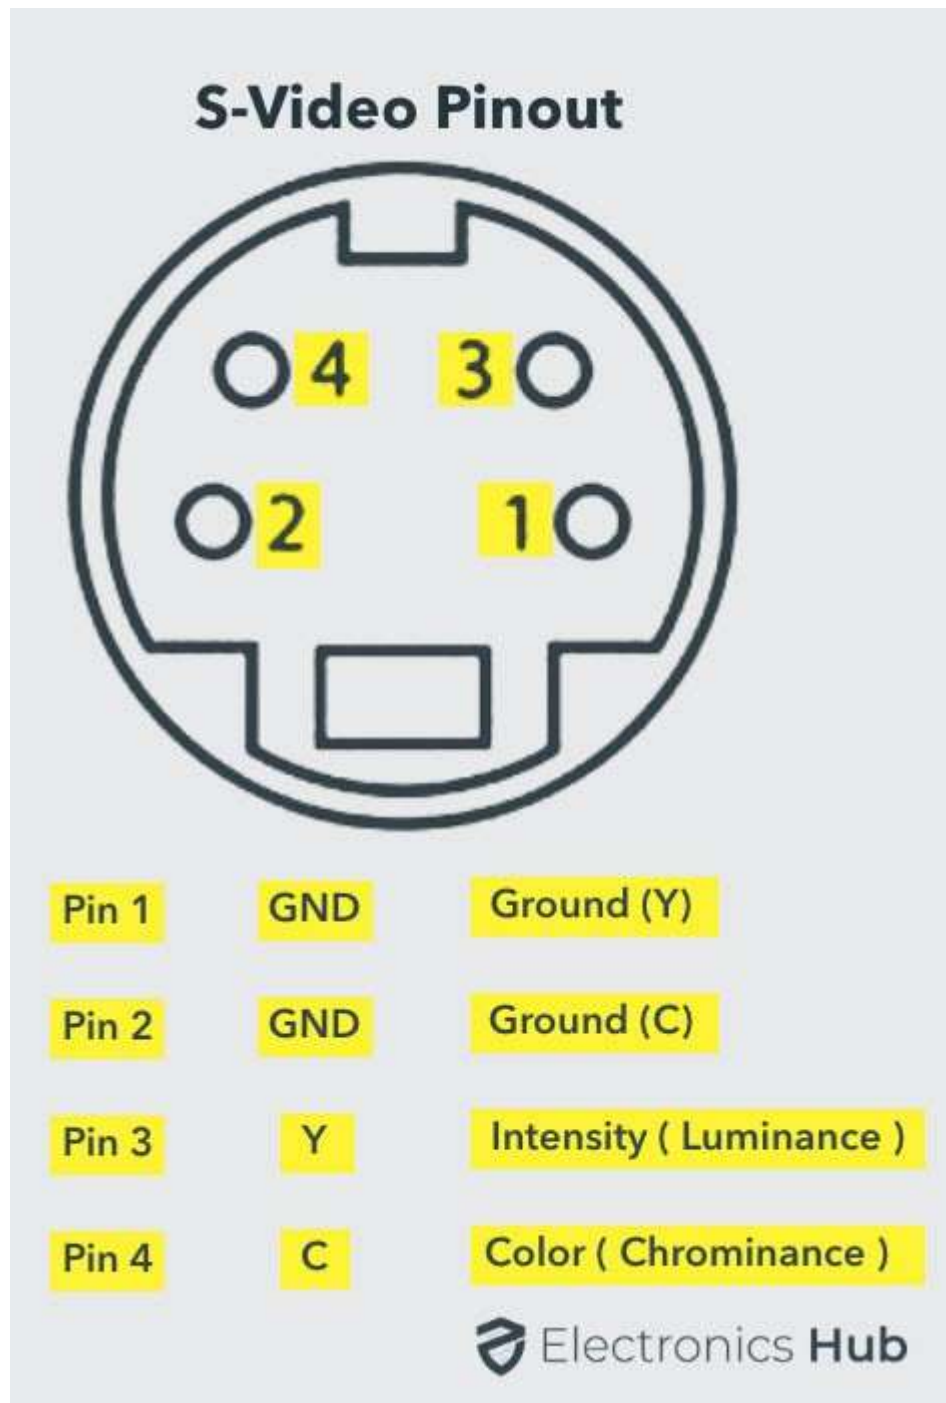 S-Video Pinout
4 3
2 1
Pin 1 GND Ground (Y)
Pin 2 GND Ground (C)
Pin 3 Y Intensity ( Luminance )
Pin 4 C Color ( Chrominance )
Electronics Hub